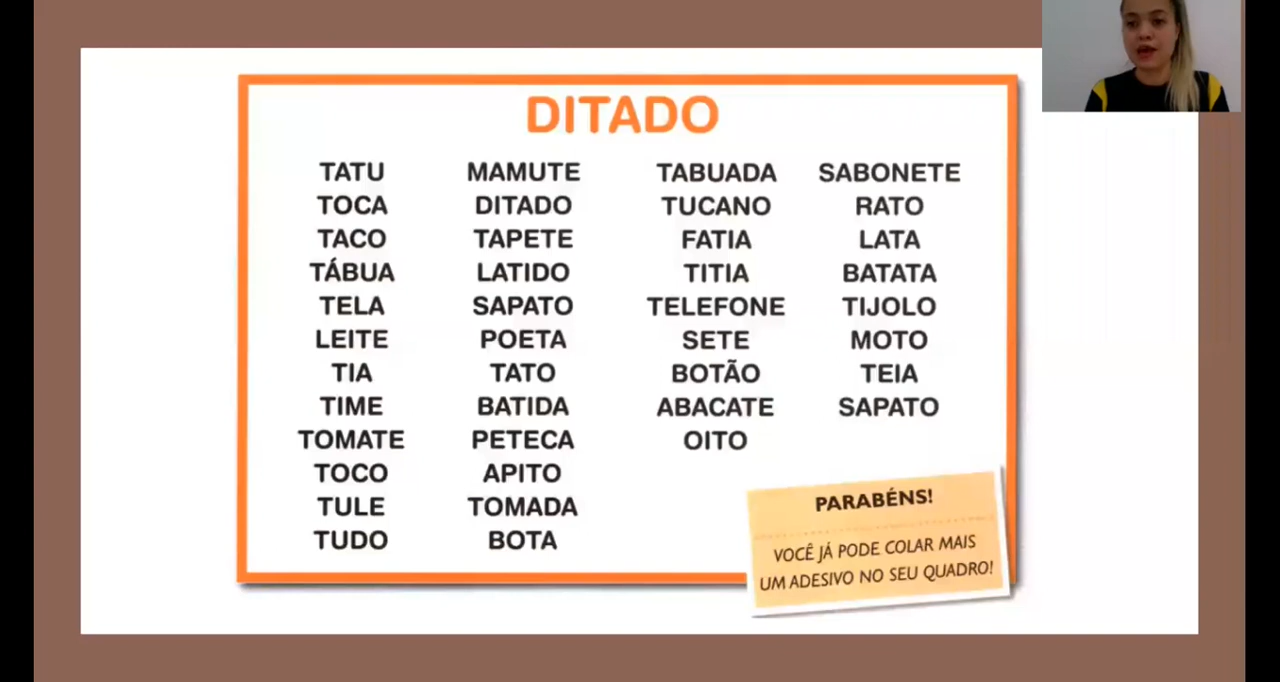 DITADO
TATU MAMUTE TABUADA SABONETE
TOCA DITADO TUCANO RATO
TACO TAPETE FATIA LATA
TÁBUA LATIDO TITIA BATATA
TELA SAPATO TELEFONE TIJOLO
LEITE POETA SETE MOTO
TIA TATO BOTÃO TEIA
TIME BATIDA ABACATE SAPATO
TOMATE PETECA OITO
TOCO APITO
TULE TOMADA
TUDO BOTA
PARABÉNS!
VOCÊ JÁ PODE COLAR MAIS
UM ADESIVO NO SEU QUADRO!